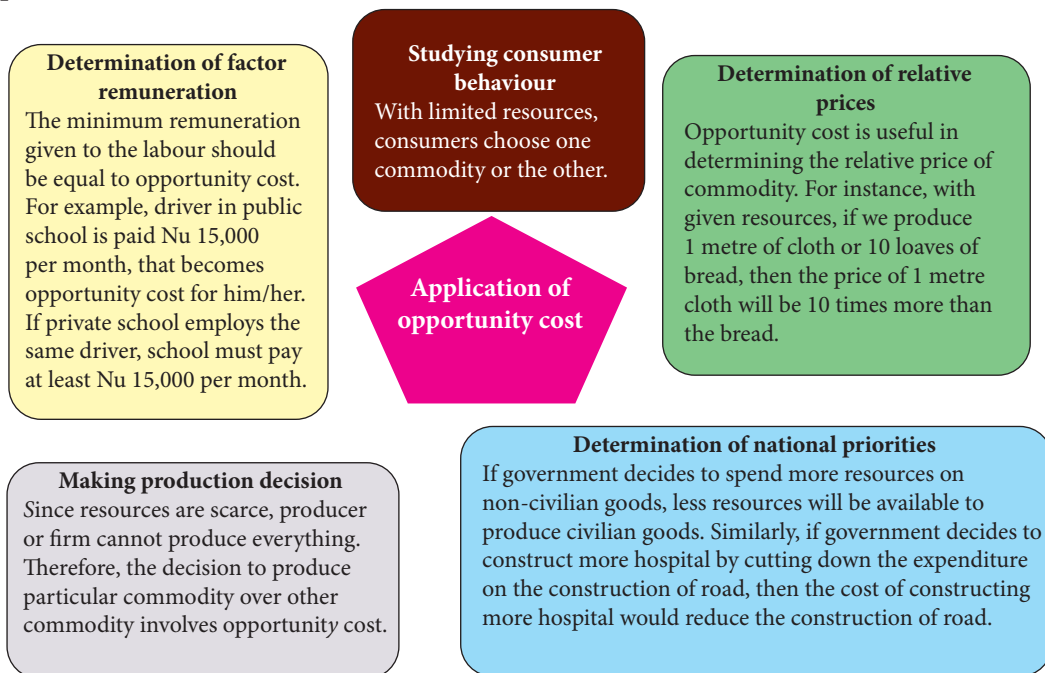 Determination of factor
remuneration
The minimum remuneration
given to the labour should
be equal to opportunity cost.
For example, driver in public
school is paid Nu 15,000
per month, that becomes
opportunity cost for him/her.
If private school employs the
same driver, school must pay
at least Nu 15,000 per month.
Studying consumer
behaviour
With limited resources,
consumers choose one
commodity or the other.
Determination of relative
prices
Opportunity cost is useful in
determining the relative price of
commodity. For instance, with
given resources, if we produce
1 metre of cloth or 10 loaves of
bread, then the price of 1 metre
cloth will be 10 times more than
the bread.
Application of
opportunity cost
Making production decision
Since resources are scarce, producer
or firm cannot produce everything.
Therefore, the decision to produce
particular commodity over other
commodity involves opportunity cost.
Determination of national priorities
If government decides to spend more resources on
non-civilian goods, less resources will be available to
produce civilian goods. Similarly, if government decides to
construct more hospital by cutting down the expenditure
on the construction of road, then the cost of constructing
more hospital would reduce the construction of road.